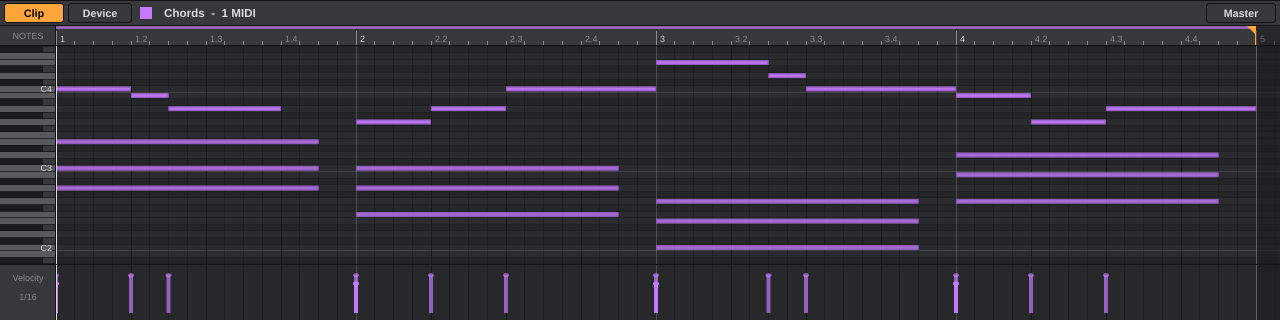 Clip Device Chords - 1 MIDI Master
NOTES 1 1.2 1.3 1.4 2 2.2 2.3 2.4 3 3.2 3.3 3.4 4 4.2 4.3 4.4 5
C4
C3
C2
Velocity
1/16